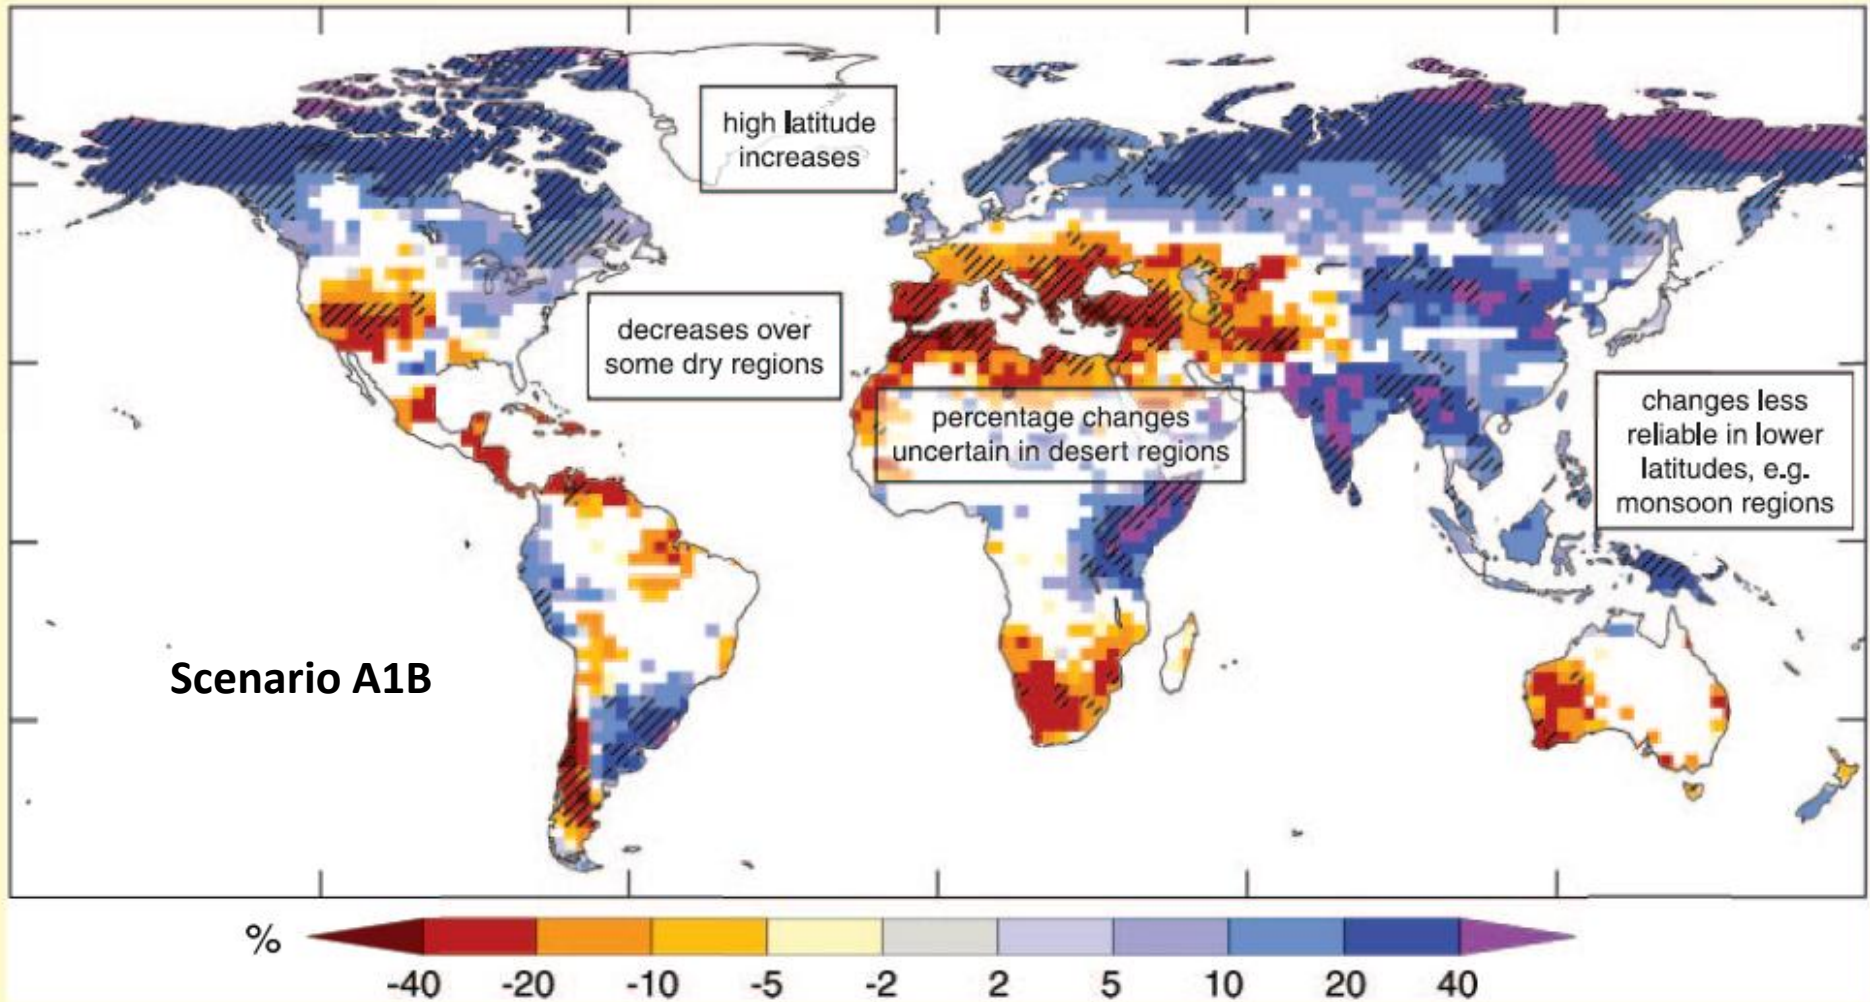 high latitude
increases
decreases over
some dry regions
percentage changes
uncertain in desert regions
changes less
reliable in lower
latitudes, e.g.
monsoon regions
Scenario A1B
%
-40 -20 -10 -5 -2 2 5 10 20 40